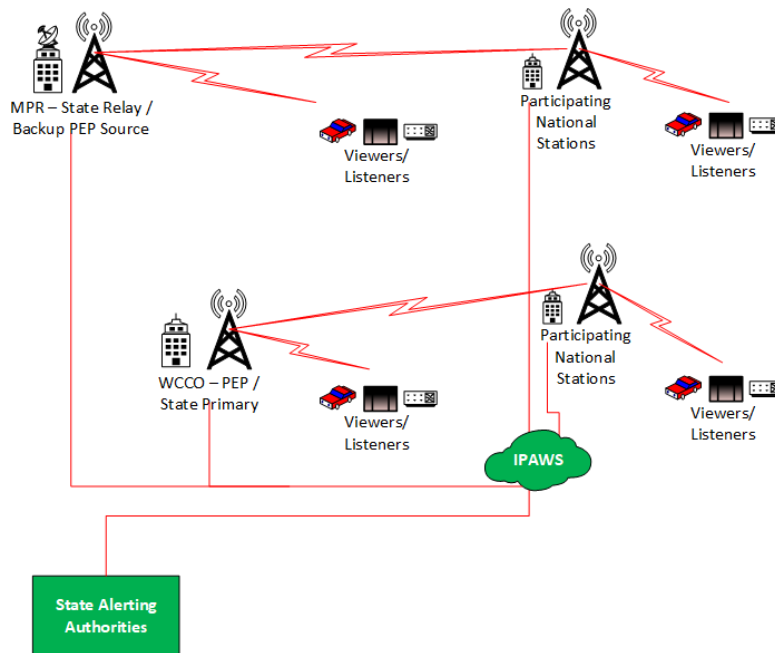 MPR – State Relay /
Backup PEP Source
Participating
National
Stations
Viewers/
Listeners
Viewers/
Listeners
WCCO – PEP /
State Primary
Participating
National
Stations
Viewers/
Listeners
Viewers/
Listeners
IPAWS
State Alerting
Authorities